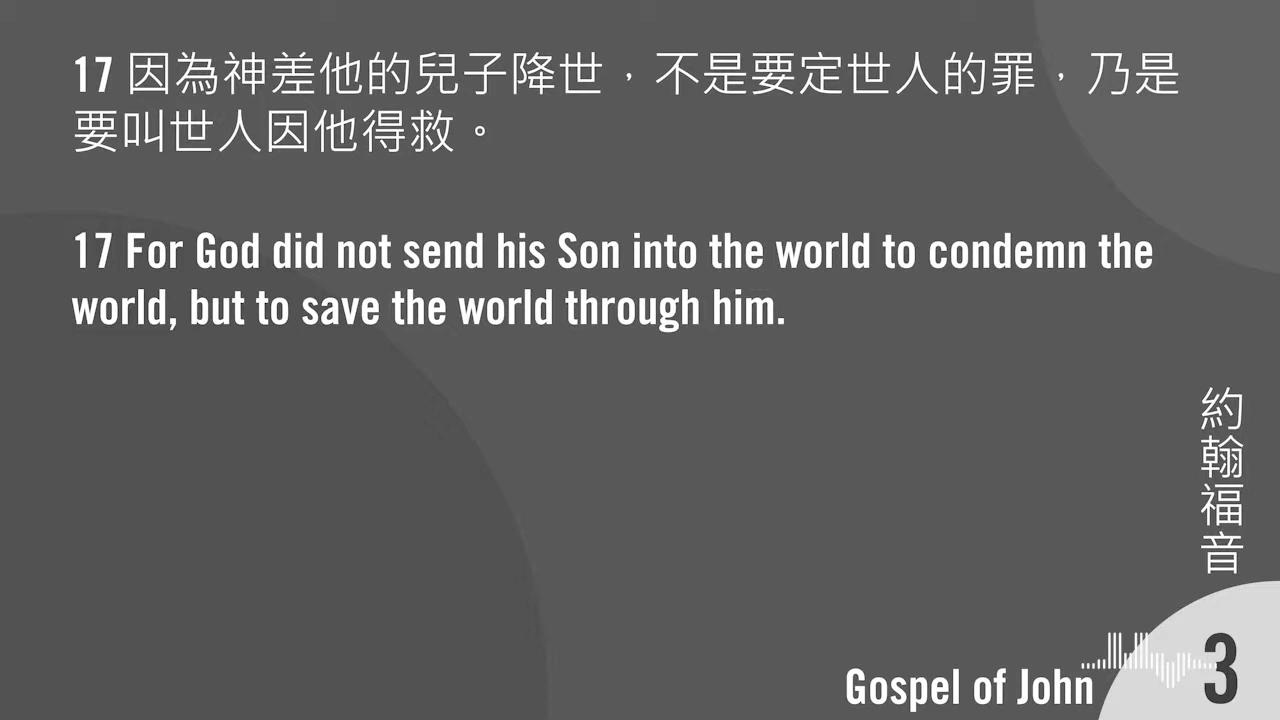 17 因為神差他的兒子降世，不是要定世人的罪，乃是
要叫世人因他得救。
17 For God did not send his Son into the world to condemn the
world, but to save the world through him.
約翰福音
Gospel of John
3